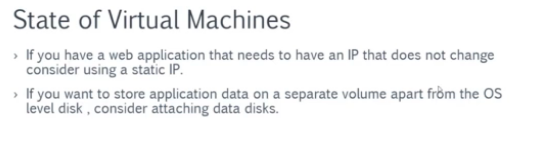 State of Virtual Machines
› If you have a web application that needs to have an IP that does not change
consider using a static IP.
› If you want to store application data on a separate volume apart from the OS
level disk , consider attaching data disks.